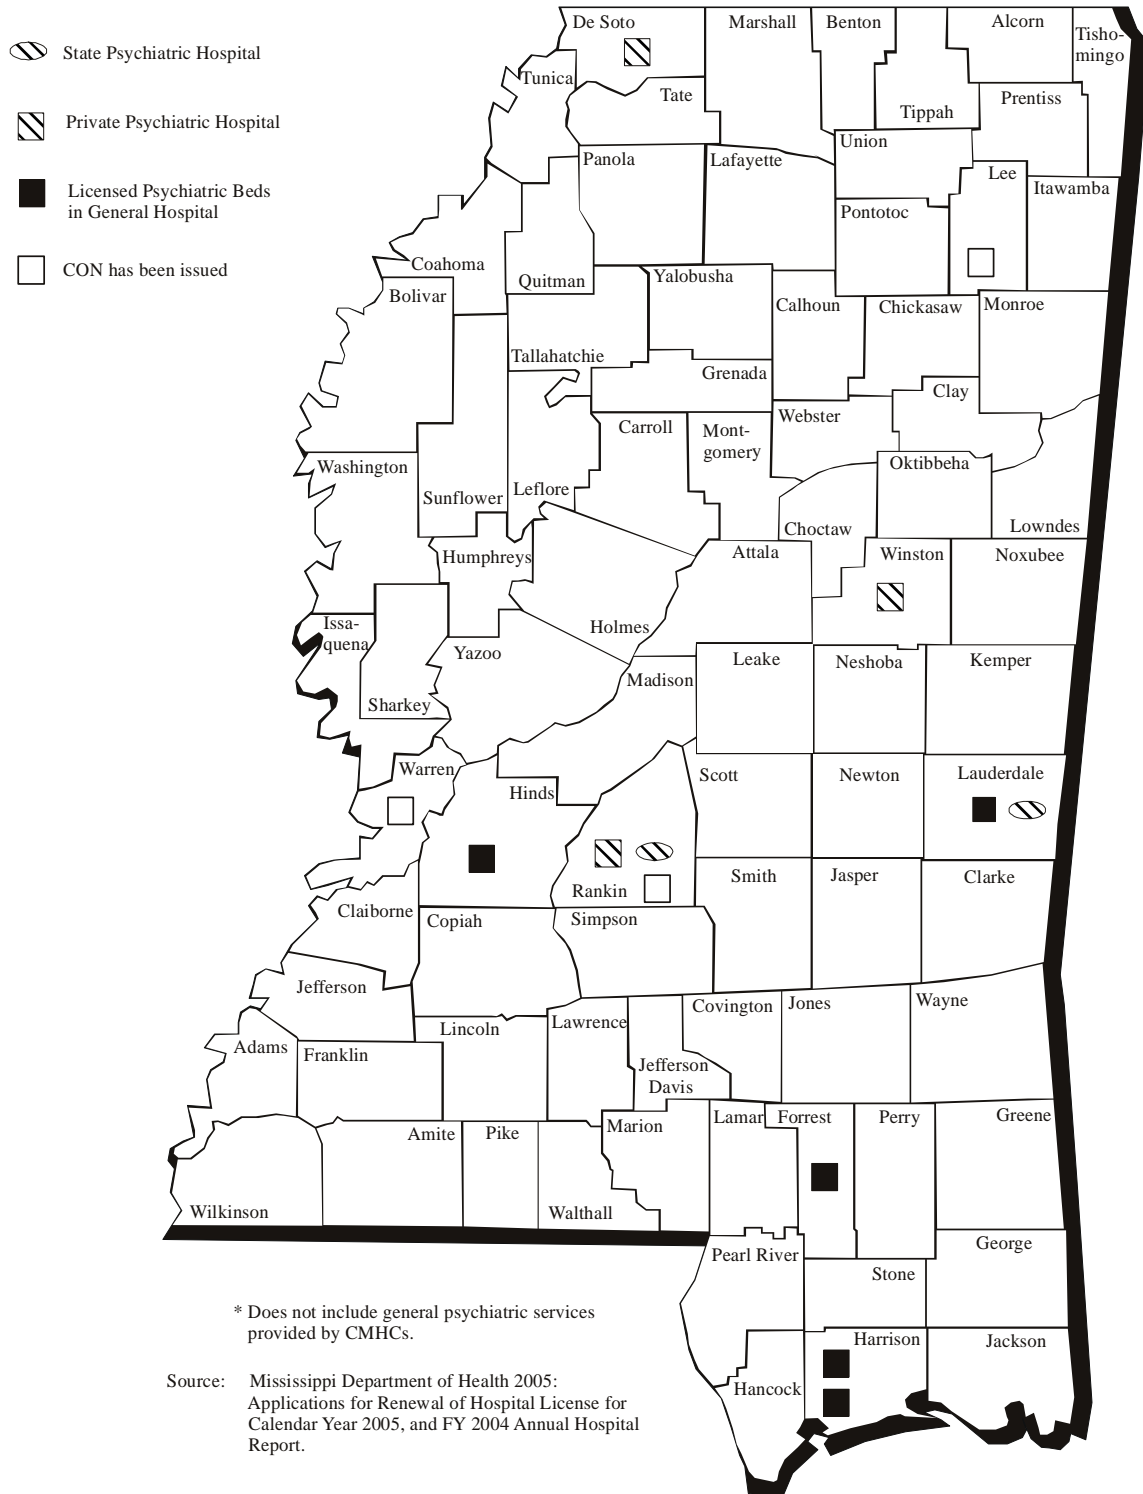 State Psychiatric Hospital
Private Psychiatric Hospital
Licensed Psychiatric Beds
in General Hospital
CON has been issued
De Soto
Marshall
Benton
Alcorn
Tisho-
mingo
Tunica
Tate
Tippah
Prentiss
Union
Panola
Lafayette
Lee
Itawamba
Pontotoc
Coahoma
Quitman
Yalobusha
Bolivar
Calhoun
Chickasaw
Monroe
Tallahatchie
Grenada
Clay
Webster
Carroll
Mont-
gomery
Washington
Oktibbeha
Sunflower
Leflore
Choctaw
Lowndes
Humphreys
Attala
Winston
Noxubee
Issa-
quena
Holmes
Yazoo
Leake
Neshoba
Kemper
Madison
Sharkey
Warren
Hinds
Scott
Newton
Lauderdale
Rankin
Smith
Jasper
Clarke
Claiborne
Copiah
Simpson
Jefferson
Lincoln
Lawrence
Covington
Jones
Wayne
Adams
Franklin
Jefferson
Davis
Amite
Pike
Marion
Lamar
Forrest
Perry
Greene
Wilkinson
Walthall
Pearl River
George
Stone
Harrison
Jackson
Hancock
* Does not include general psychiatric services
provided by CMHCs.
Source: Mississippi Department of Health 2005:
Applications for Renewal of Hospital License for
Calendar Year 2005, and FY 2004 Annual Hospital
Report.